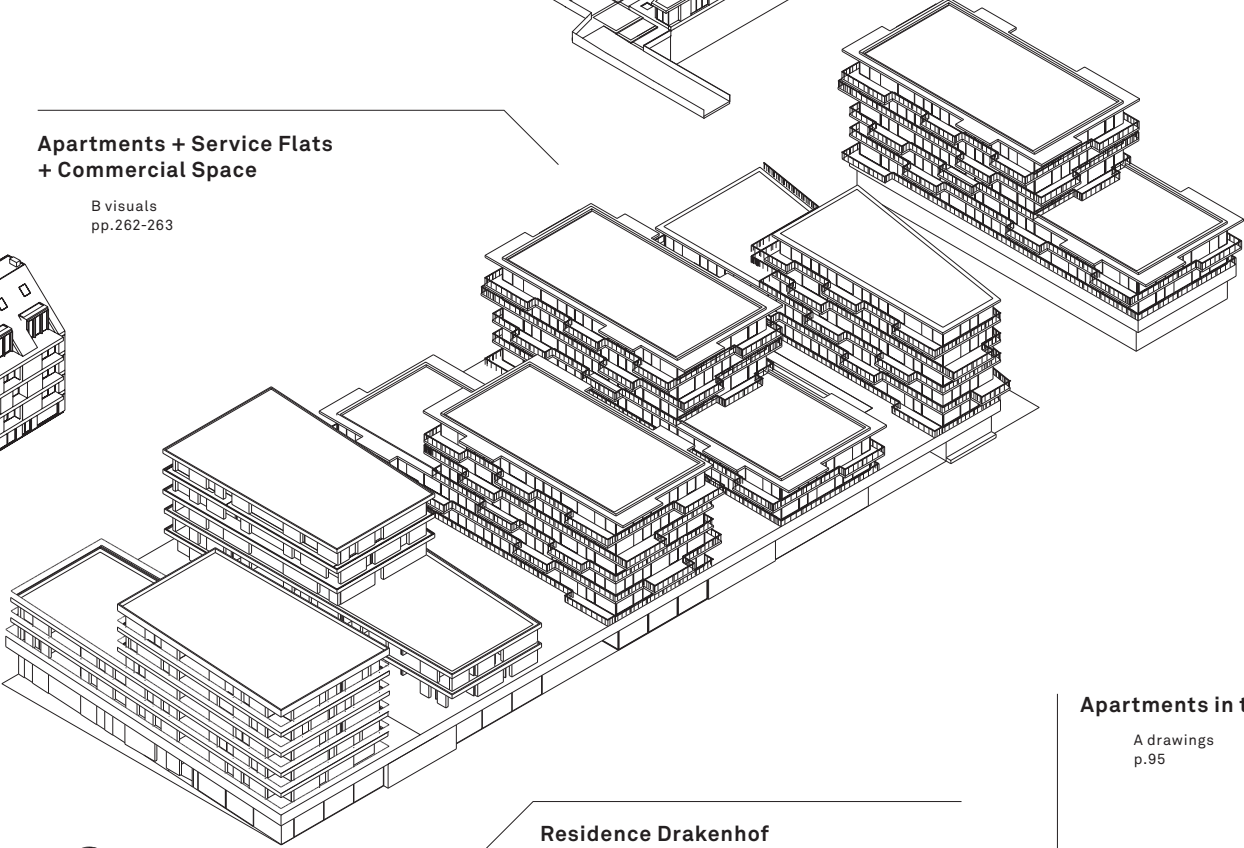 Apartments + Service Flats
+ Commercial Space
B visuals
pp.262-263
Apartments in t
A drawings
p.95
Residence Drakenhof